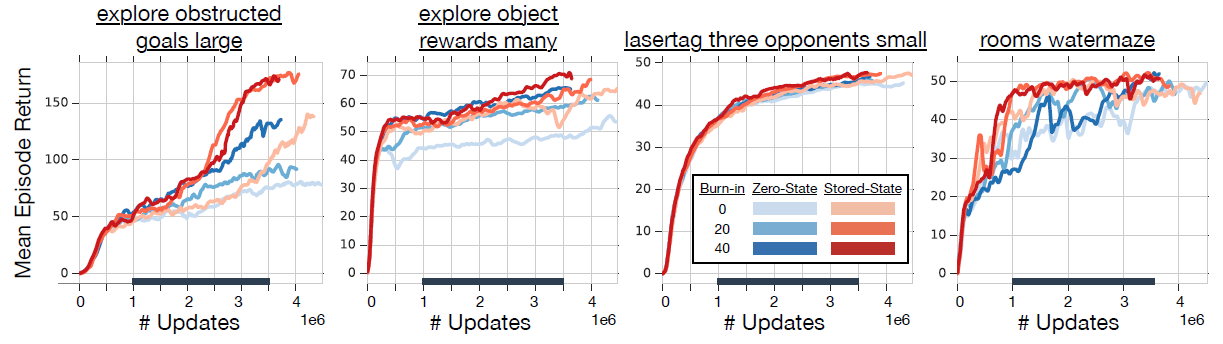 explore obstructed
goals large
explore object
rewards many
lasertag three opponents small
rooms watermaze
Mean Episode Return
150
100
50
0
0 1 2 3 4
1e6
# Updates
70
60
50
40
30
20
10
0
0 1 2 3 4
1e6
# Updates
50
40
30
20
10
0
0 1 2 3 4
1e6
# Updates
Burn-in Zero-State Stored-State
0
20
40
50
40
30
20
10
0
0 1 2 3 4
1e6
# Updates